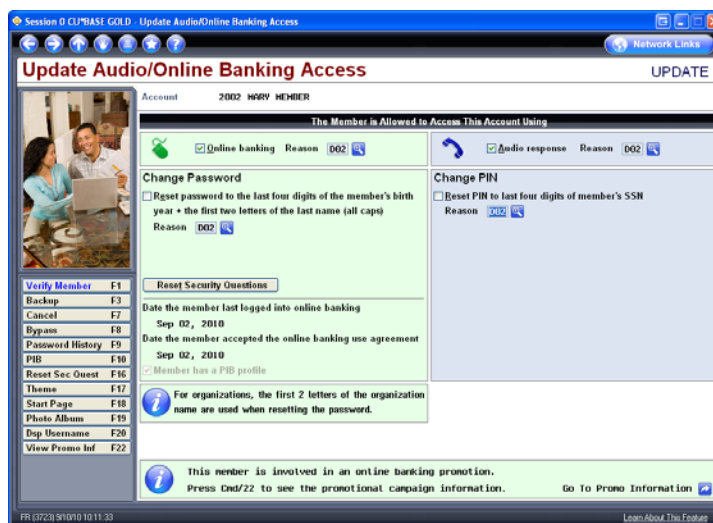 Session 0 CU*BASE GOLD - Update Audio/Online Banking Access
Network Links
Update Audio/Online Banking Access
UPDATE
Account 2002 MARY MEMBER
The Member is Allowed to Access This Account Using
Online banking Reason D02
Audio response Reason D02
Change Password
Reset password to the last four digits of the member's birth
year + the first two letters of the last name (all caps)
Reason D02
Change PIN
Reset PIN to last four digits of member's SSN
Reason D02
Verify Member F1
Backup F3
Cancel F7
Bypass F8
Password History F9
PIB F10
Reset Sec Quest F16
Theme F17
Start Page F18
Photo Album F19
Dsp Username F20
View Promo Inf F22
Reset Security Questions
Date the member last logged into online banking
Sep 02, 2010
Date the member accepted the online banking use agreement
Sep 02, 2010
Member has a PIB profile
For organizations, the first 2 letters of the organization
name are used when resetting the password.
This member is involved in an online banking promotion.
Press Cmd/22 to see the promotional campaign information.
Go To Promo Information
FR (3723) 9/10/10 10:11:33
Learn About This Feature